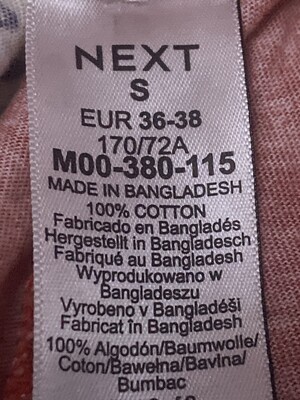 NEXT
S
EUR 36-38
170/72A
M00-380-115
MADE IN BANGLADESH
100% COTTON
Fabricado en Bangladés
Hergestellt in Bangladesch
Fabriqué au Bangladesh
Wyprodukowano w
Bangladeszu
Vyrobeno v Bangladéši
Fabricat în Bangladesh
100% Algodón/Baumwolle/
Coton/Bawełna/Bavlna/
Bumbac